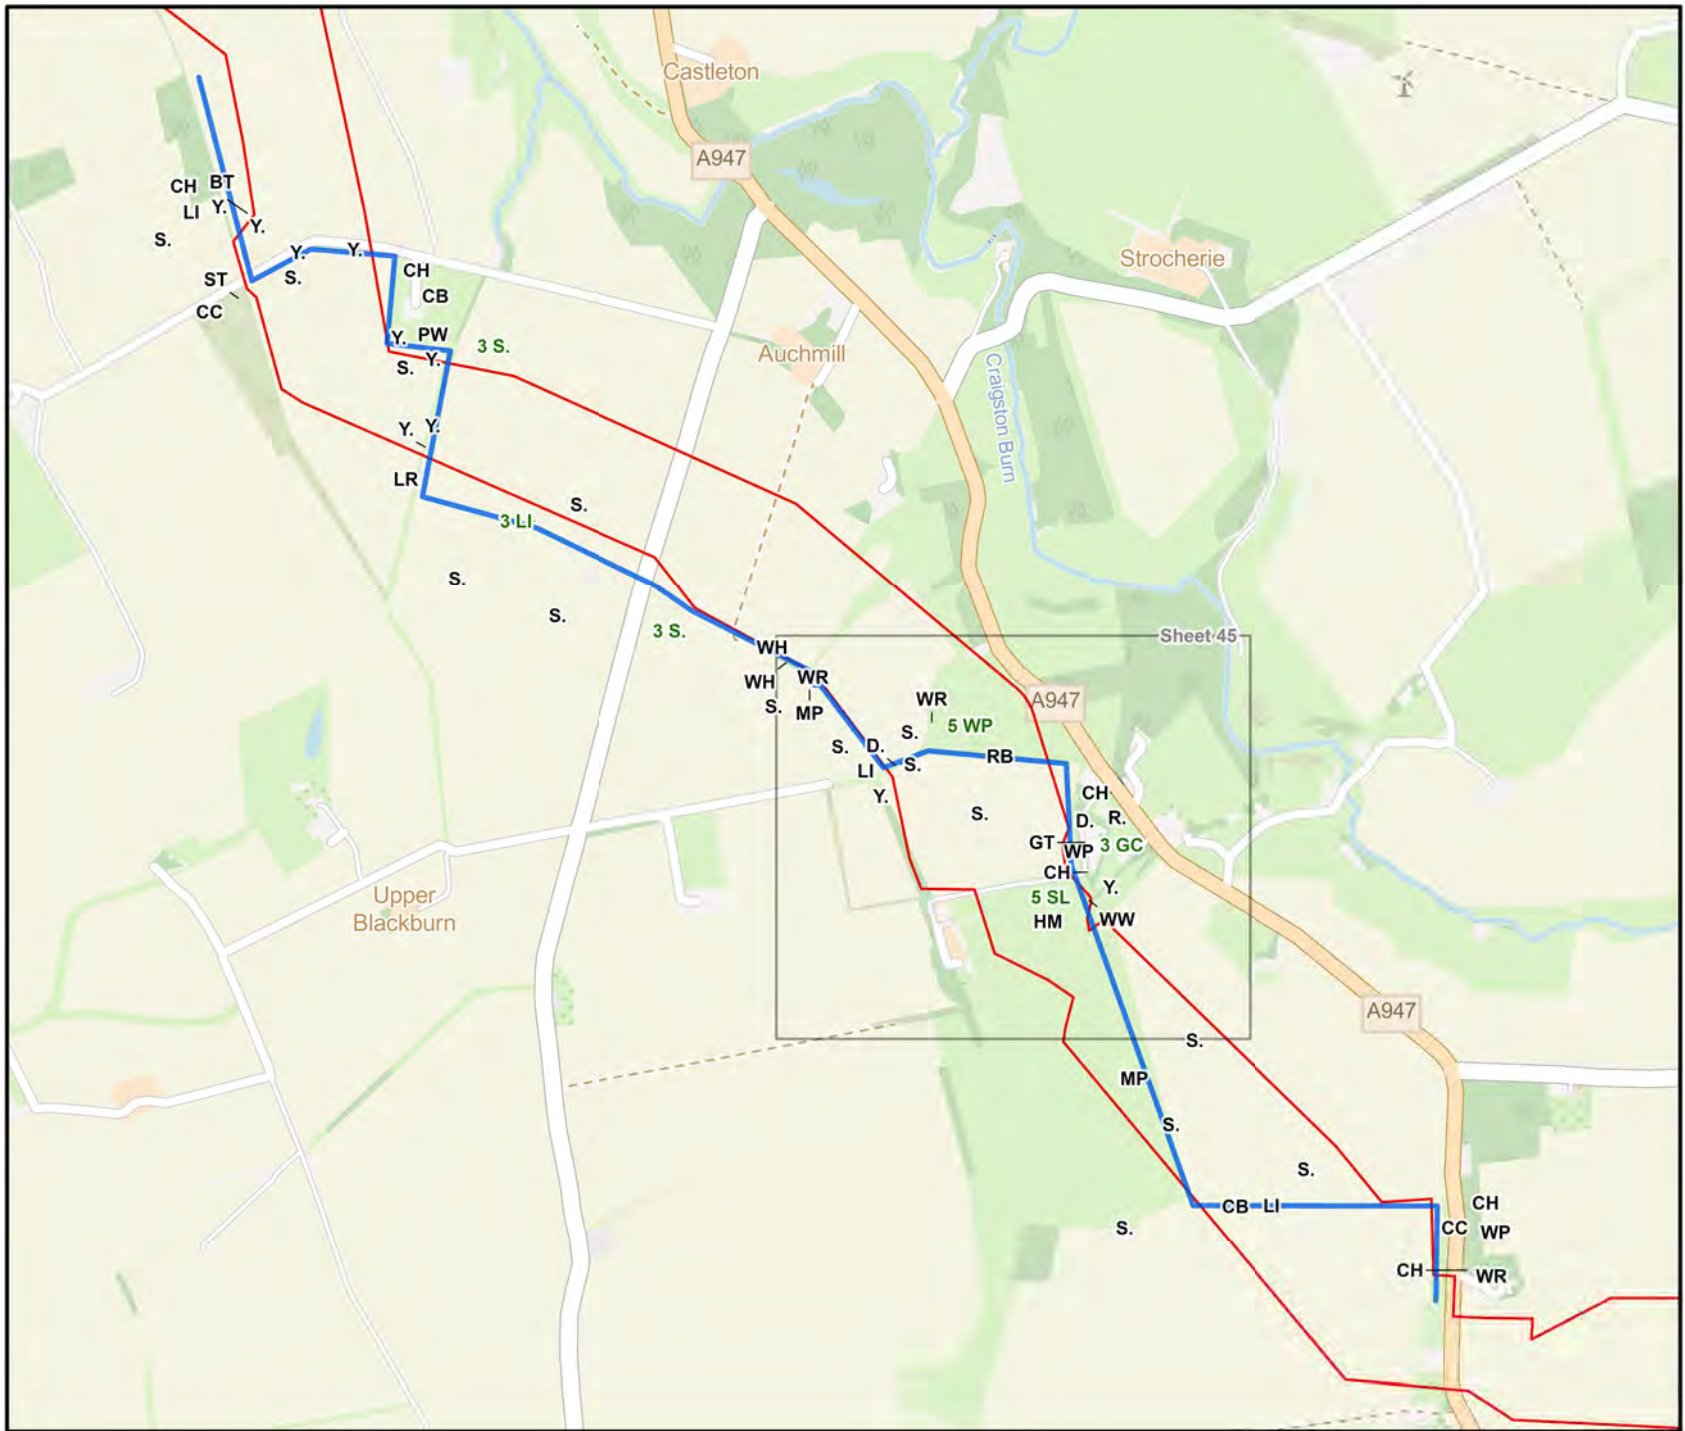 Castleton
A947
CH
BT
LI
Y.
Y.
S.
Y.
Y.
S.
ST
CC
CH
CB
Strocherie
Y.
PW
3 S.
Y.
S.
Auchmill
Craigston Burn
Y.
Y.
LR
3 LI
S.
S.
S.
3 S.
WH
Sheet 45
WH
WR
S.
MP
WR
A947
5 WP
S.
D.
S.
S.
LI
RB
Y.
CH
S.
D.
R.
GT
WP
3 GC
CH
Y.
5 SL
HM
WW
Upper
Blackburn
A947
S.
MP
S.
S.
CB
LI
S.
CH
CC
WP
CH
WR